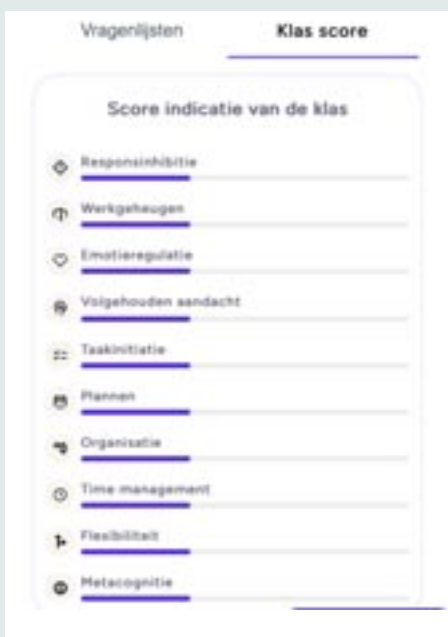 Vragenlijsten Klas score
Score indicatie van de klas
Responsinhibitie
Werkgeheugen
Emotieregulatie
Volgehouden aandacht
Taakinitiatie
Plannen
Organisatie
Time management
Flexibiliteit
Metacognitie